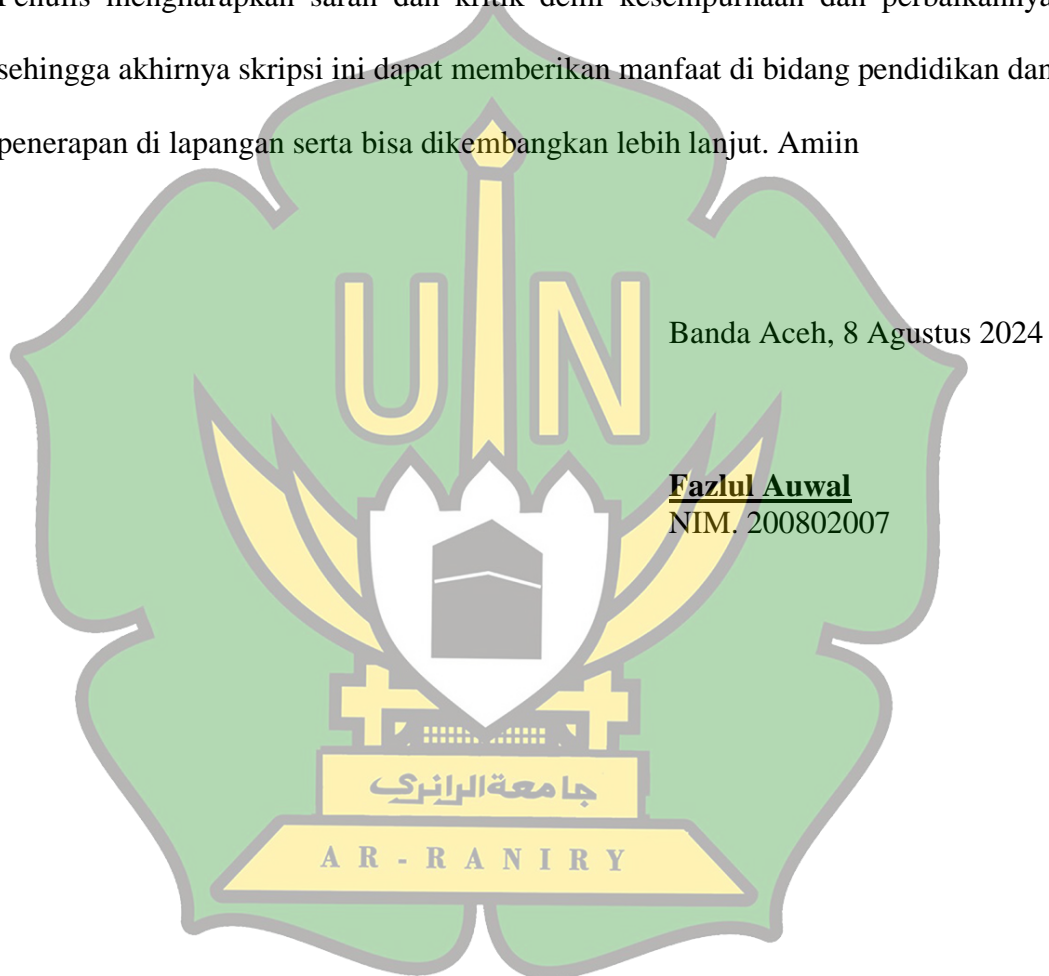 Penulis mengharapkan saran dan kritik demi kesempurnaan dan perbaikannya
sehingga akhirnya skripsi ini dapat memberikan manfaat di bidang pendidikan dan
penerapan di lapangan serta bisa dikembangkan lebih lanjut. Amiin
Banda Aceh, 8 Agustus 2024
Fazlul Auwal
NIM. 200802007
UIN
جامعة الرانري
AR-RANIRY